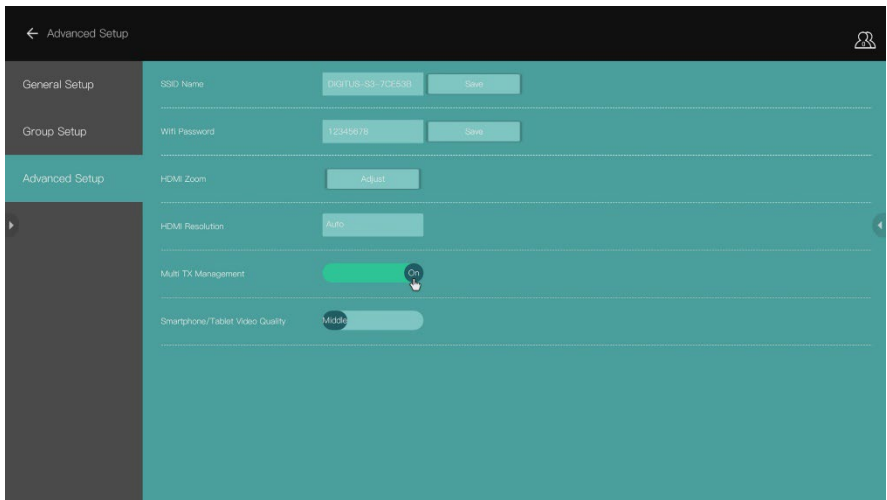 Advanced Setup
General Setup
SSID Name
DIGITUS-S3-7CE53B
Save
Group Setup
Wifi Password
12345678
Save
Advanced Setup
HDMI Zoom
Adjust
HDMI Resolution
Auto
Multi TX Management
On
Smartphone/Tablet Video Quality
Middle